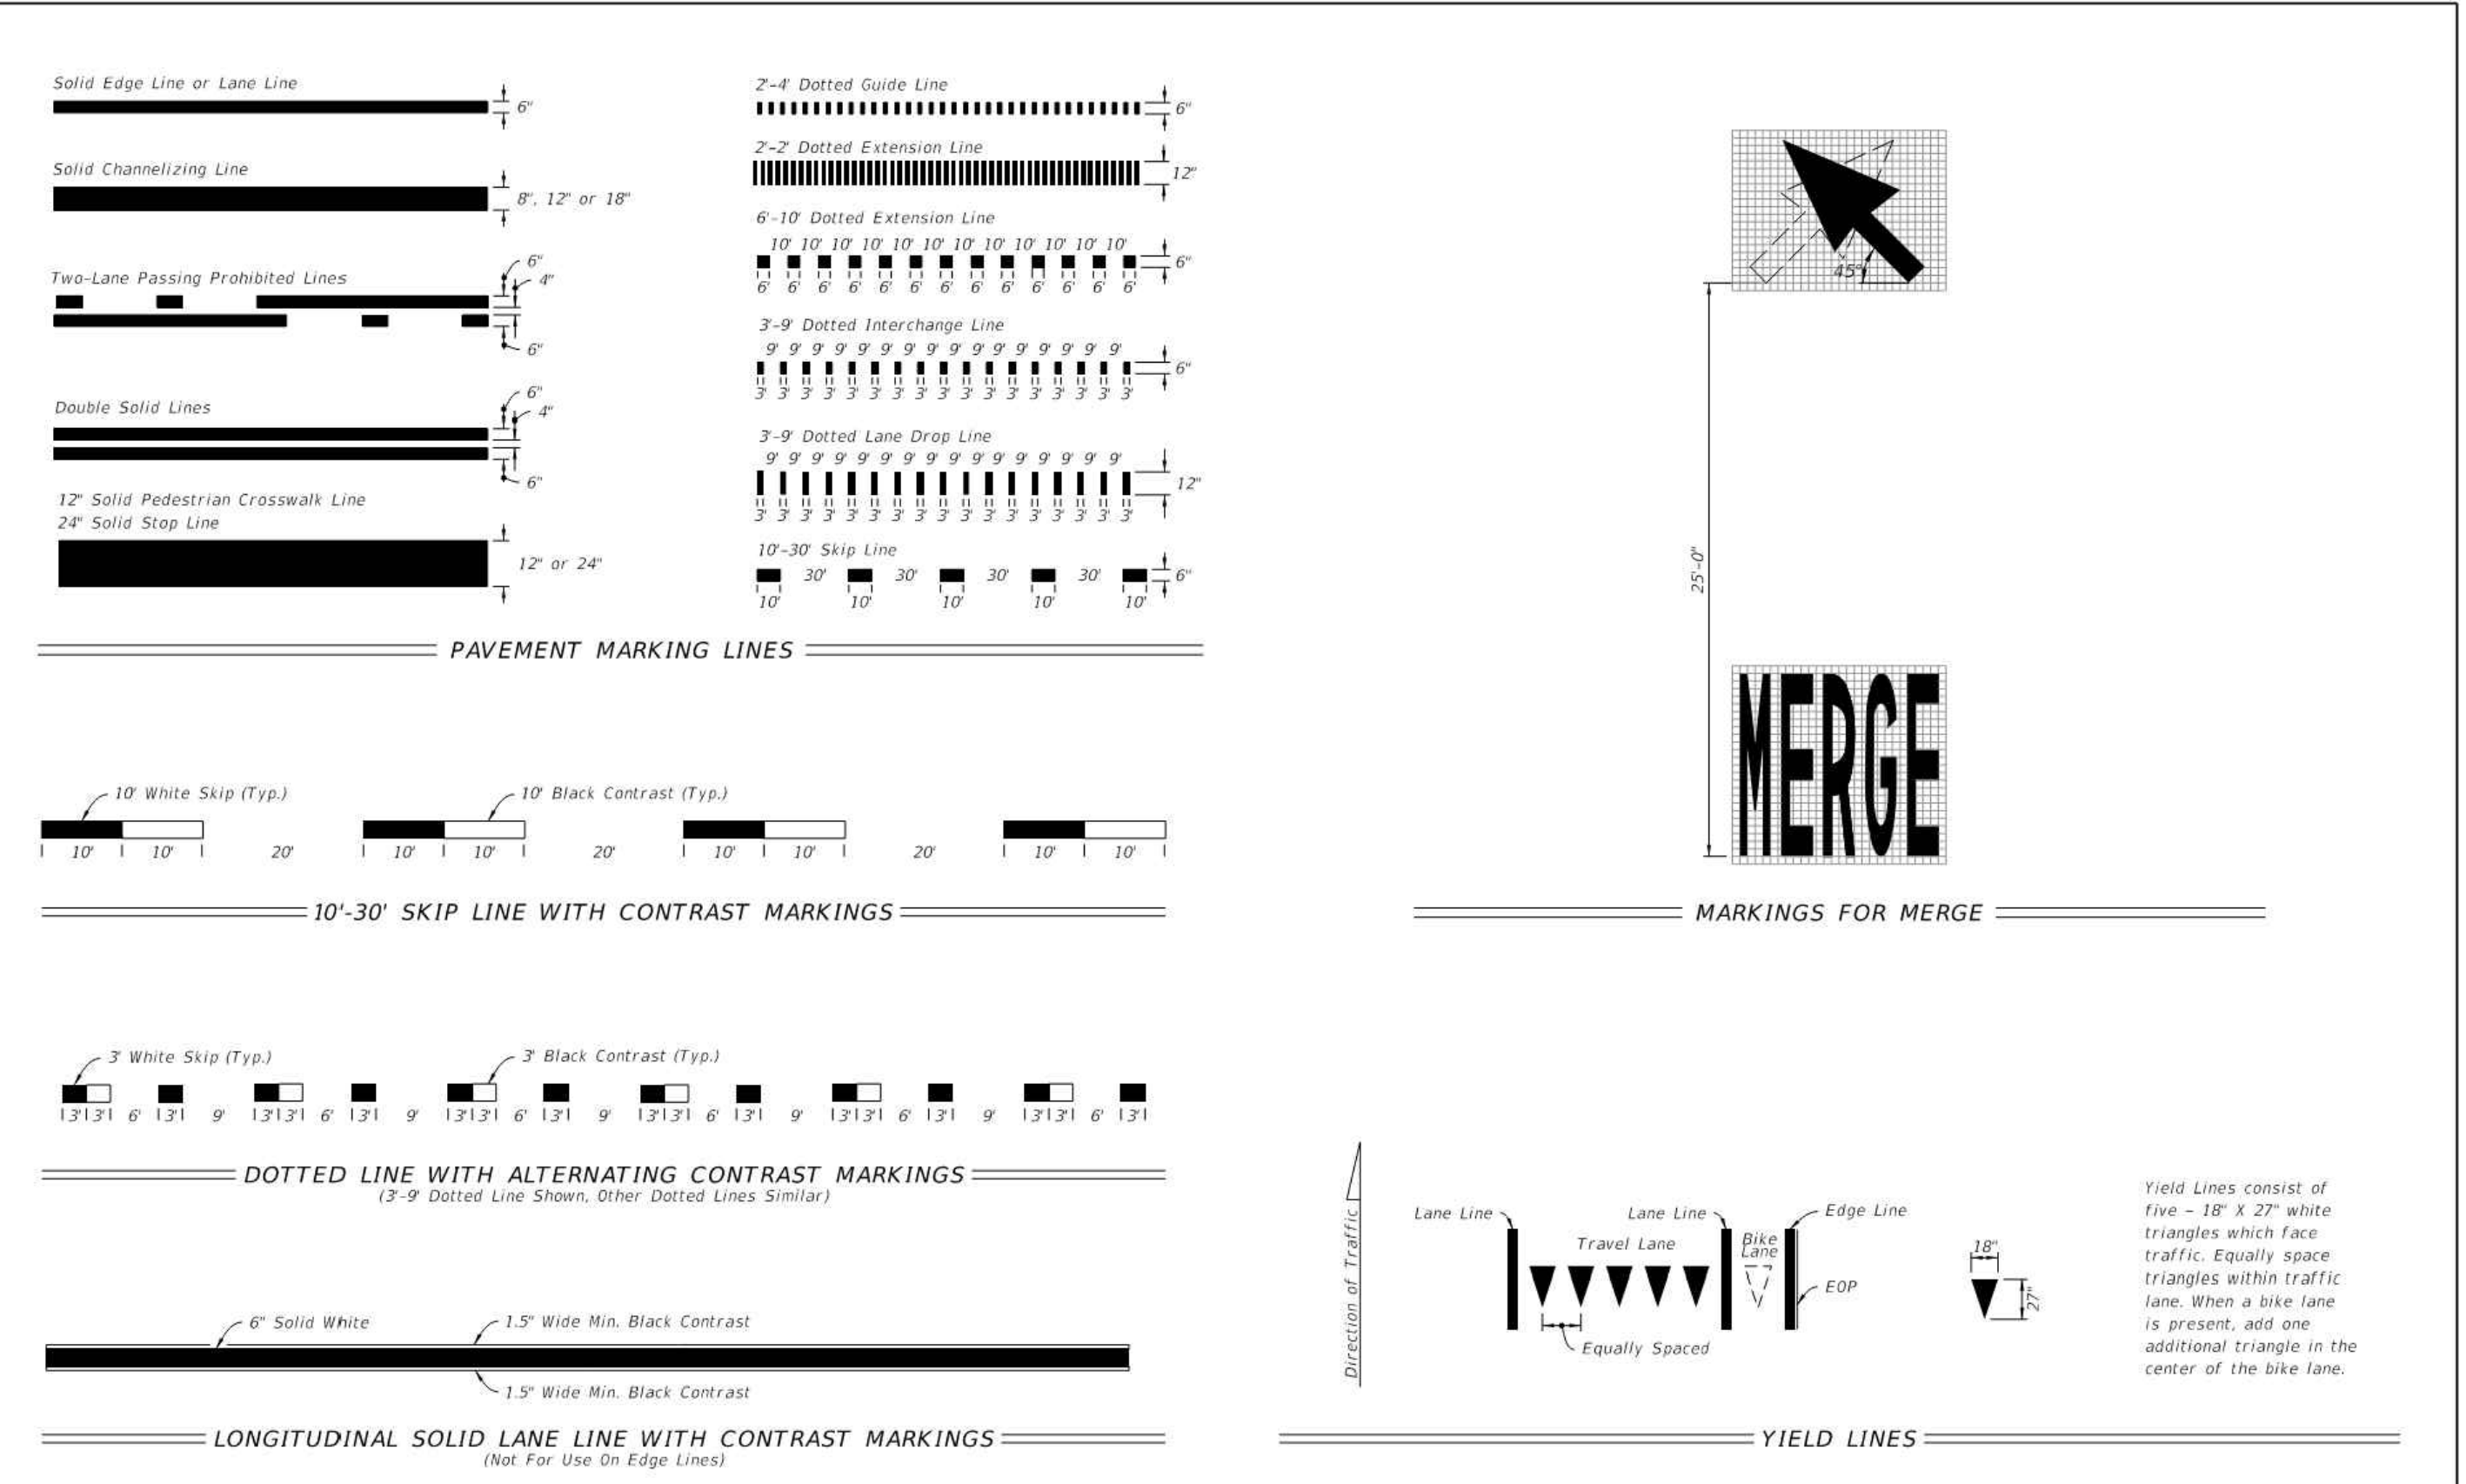 Solid Edge Line or Lane Line
6"
Solid Channelizing Line
8", 12" or 18"
Two-Lane Passing Prohibited Lines
6"
4"
6"
Double Solid Lines
6"
4"
6"
12" Solid Pedestrian Crosswalk Line
24" Solid Stop Line
12" or 24"
2'-4' Dotted Guide Line
6"
2'-2' Dotted Extension Line
12"
6'-10' Dotted Extension Line
10' 10' 10' 10' 10' 10' 10' 10' 10' 10' 10' 10'
6"
6' 6' 6' 6' 6' 6' 6' 6' 6' 6' 6' 6' 6'
3'-9' Dotted Interchange Line
9' 9' 9' 9' 9' 9' 9' 9' 9' 9' 9' 9' 9' 9' 9' 9'
6"
3' 3' 3' 3' 3' 3' 3' 3' 3' 3' 3' 3' 3' 3' 3' 3' 3'
3'-9' Dotted Lane Drop Line
9' 9' 9' 9' 9' 9' 9' 9' 9' 9' 9' 9' 9' 9' 9' 9'
12"
3' 3' 3' 3' 3' 3' 3' 3' 3' 3' 3' 3' 3' 3' 3' 3' 3'
10'-30' Skip Line
30' 30' 30' 30'
6"
10' 10' 10' 10' 10'
PAVEMENT MARKING LINES
10' White Skip (Typ.)
10' Black Contrast (Typ.)
10' 10' 20' 10' 10' 20' 10' 10' 20' 10' 10'
10'-30' SKIP LINE WITH CONTRAST MARKINGS
3' White Skip (Typ.)
3' Black Contrast (Typ.)
3' 3' 6' 3' 9' 3' 3' 6' 3' 9' 3' 3' 6' 3' 9' 3' 3' 6' 3' 9' 3' 3' 6' 3' 9' 3' 3' 6' 3'
DOTTED LINE WITH ALTERNATING CONTRAST MARKINGS
(3'-9' Dotted Line Shown, Other Dotted Lines Similar)
6" Solid White
1.5" Wide Min. Black Contrast
1.5" Wide Min. Black Contrast
LONGITUDINAL SOLID LANE LINE WITH CONTRAST MARKINGS
(Not For Use On Edge Lines)
45°
25'-0"
MERGE
MARKINGS FOR MERGE
Direction of Traffic
Lane Line
Lane Line
Edge Line
Travel Lane
Bike
Lane
EOP
Equally Spaced
18"
27"
Yield Lines consist of
five - 18" X 27" white
triangles which face
traffic. Equally space
triangles within traffic
lane. When a bike lane
is present, add one
additional triangle in the
center of the bike lane.
YIELD LINES